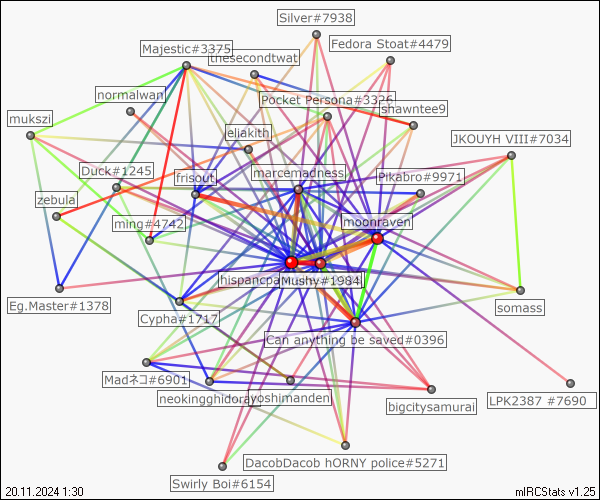 Silver#7938
Fedora Stoat#4479
Majestic#3375
thesecondtwat
normalwan
Pocket Persona#3326
shawntee9
mukszi
eljakith
JKOUYH VIII#7034
Duck#1245
frisout
marcemadness
Pikabro#9971
zebula
ming#4742
moonraven
hispancpa
Mushy#1984
Eg.Master#1378
somass
Cypha#1717
Can anything be saved#0396
Madネコ#6901
neokingghidorah
yoshimanden
bigcitysamurai
LPK2387 #7690
DacobDacob hORNY police#5271
Swirly Boi#6154
20.11.2024 1:30
mIRCStats v1.25